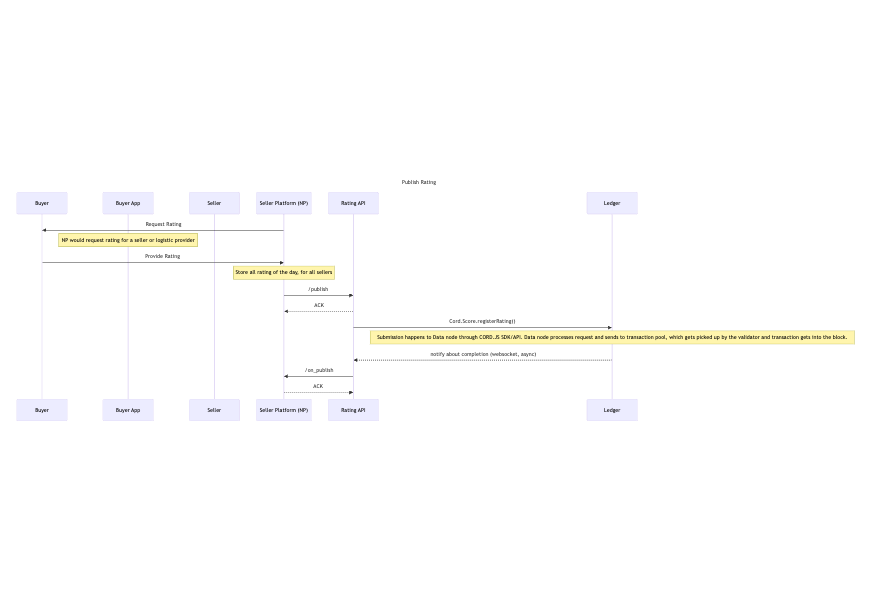 Publish Rating
Buyer
Buyer App
Seller
Seller Platform (NP)
Rating API
Ledger
Request Rating
NP would request rating for a seller or logistic provider
Provide Rating
Store all rating of the day, for all sellers
/publish
ACK
Cord.Score.registerRating()
Submission happens to Data node through CORD.JS SDK/API. Data node processes request and sends to transaction pool, which gets picked up by the validator and transaction gets into the block.
notify about completion (websocket, async)
/on_publish
ACK
Buyer
Buyer App
Seller
Seller Platform (NP)
Rating API
Ledger